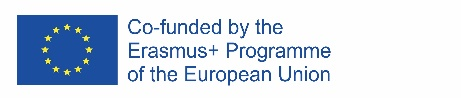 Co-funded by the
Erasmus+ Programme
of the European Union